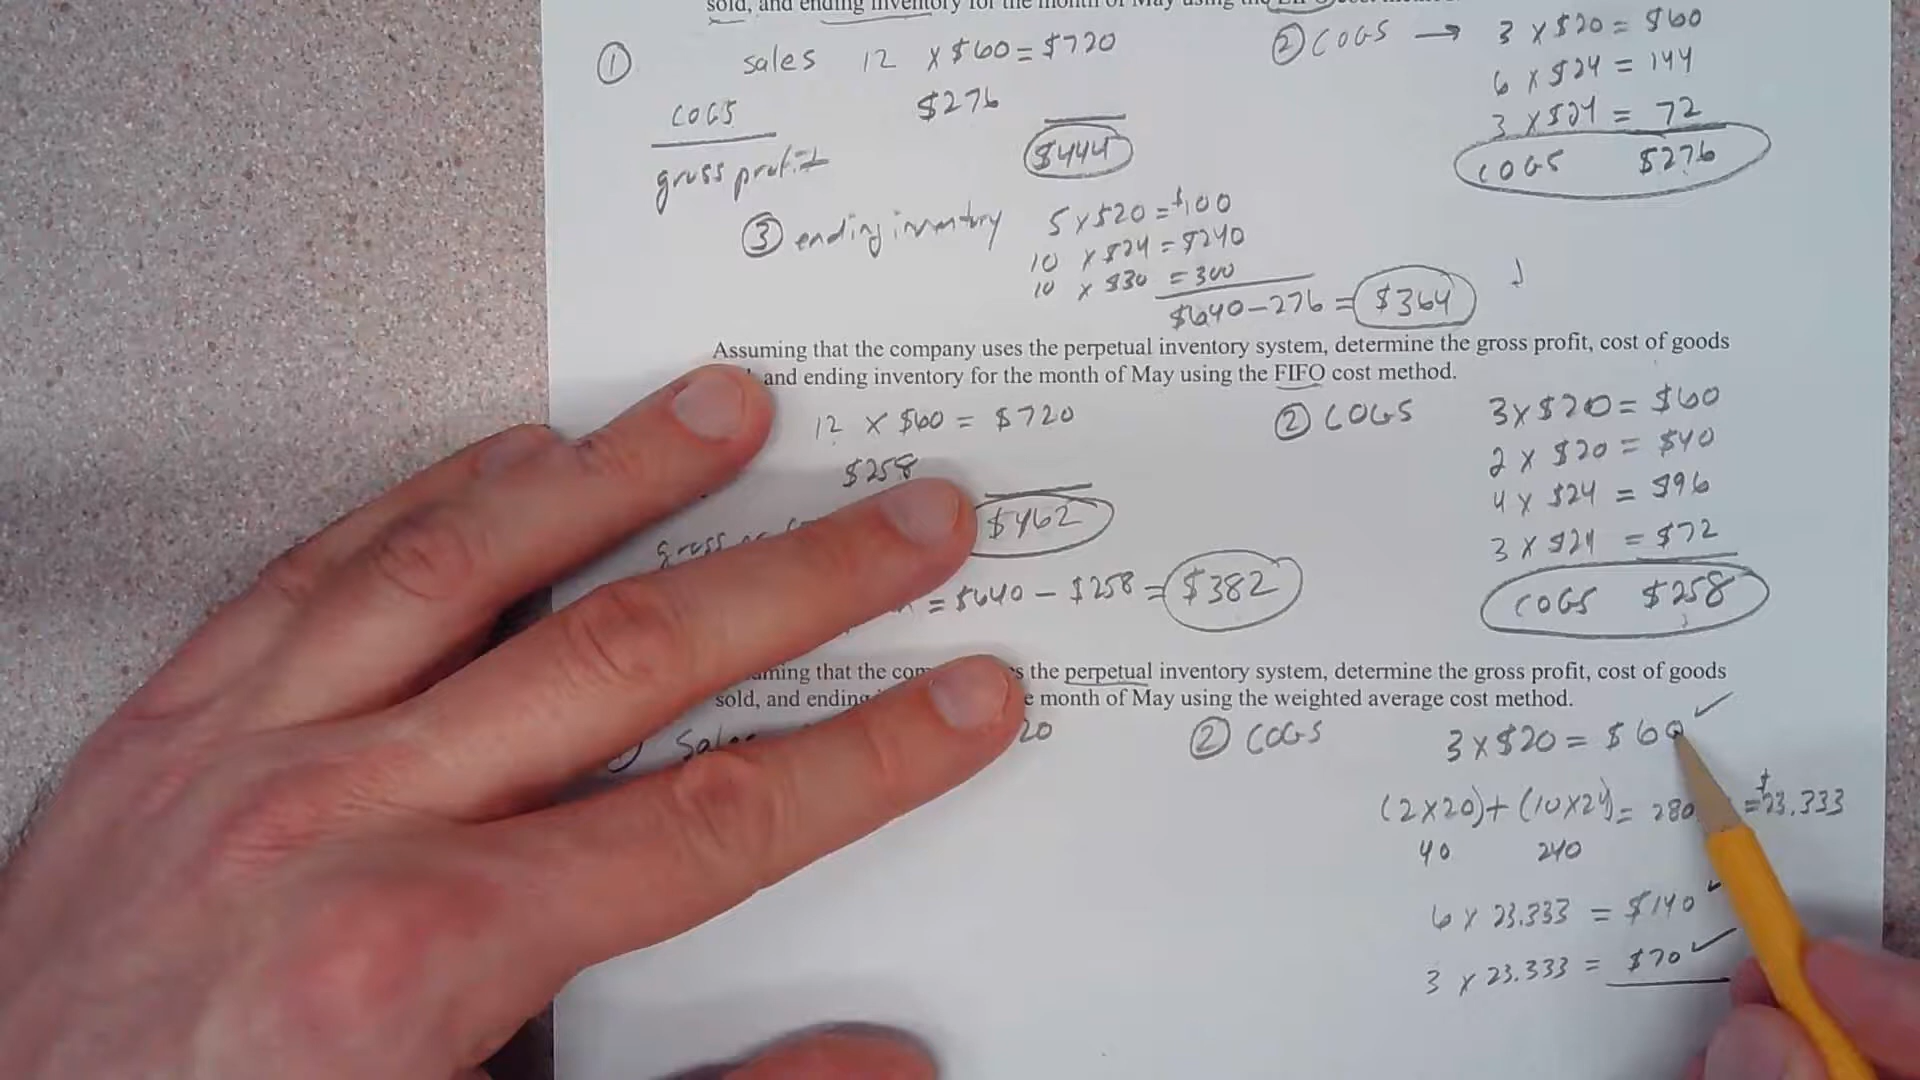 sold, and ending inventory for the month of May using the LIFO cost method.
① sales 12 x $60 = $720
COGS $276
gross profit $444
② COGS → 3 x $20 = $60
6 x $24 = 144
3 x $24 = 72
COGS $276
③ ending inventory 5 x $20 = $100
10 x $24 = $240
10 x $30 = 300
$640 - 276 = $364
Assuming that the company uses the perpetual inventory system, determine the gross profit, cost of goods
and ending inventory for the month of May using the FIFO cost method.
12 x $60 = $720
$258
gross
$462
= $640 - $258 = $382
② COGS 3 x $20 = $60
2 x $20 = $40
4 x $24 = $96
3 x $24 = $72
COGS $258
the the perpetual inventory system, determine the gross profit, cost of goods
sold, and ending month of May using the weighted average cost method.
20
② COGS 3 x $20 = $60 ✓
(2x20) + (10x24) = 280 = $23.333
40 240
6 x 23.333 = $140 ✓
3 x 23.333 = $70 ✓